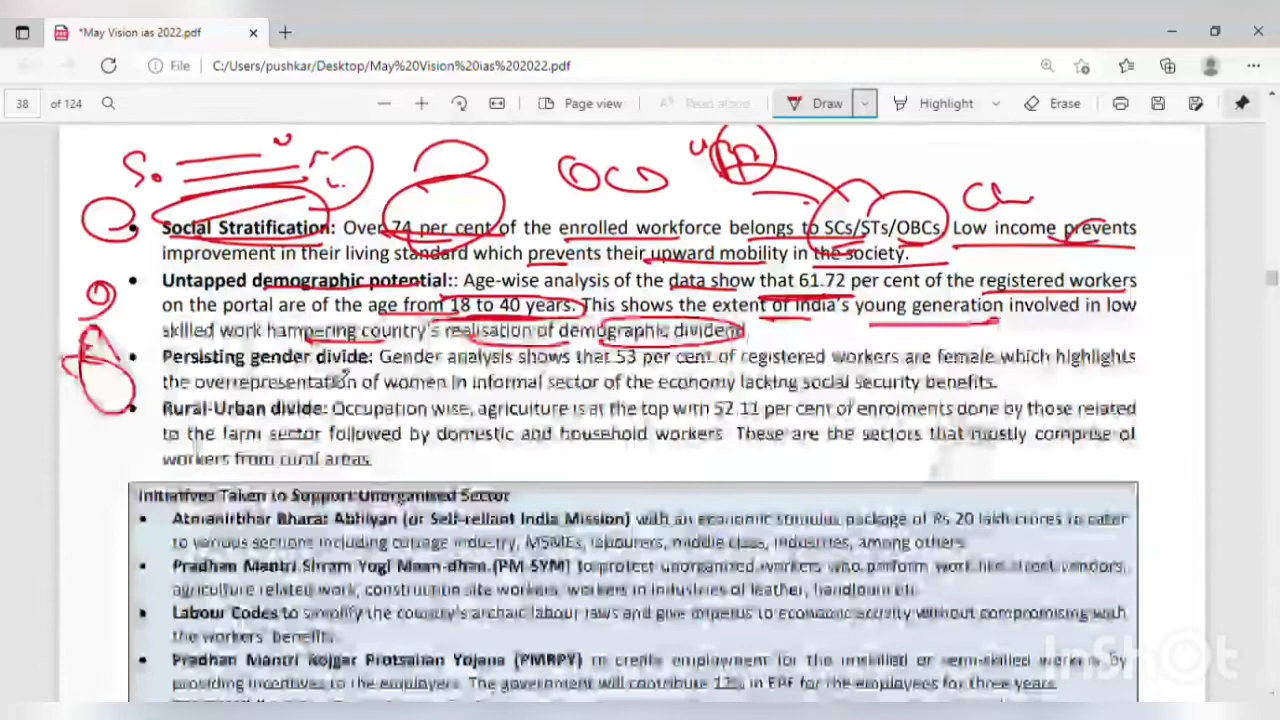 *May Vision ias 2022.pdf
File C:/Users/pushkar/Desktop/May%20Vision%20ias%202022.pdf
38 of 124 Page view Read aloud Draw Highlight Erase
Social Stratification: Over 74 per cent of the enrolled workforce belongs to SCs/STs/OBCs Low income prevents
improvement in their living standard which prevents their upward mobility in the society.
Untapped demographic potential:: Age-wise analysis of the data show that 61.72 per cent of the registered workers
on the portal are of the age from 18 to 40 years. This shows the extent of India's young generation involved in low
skilled work hampering country's realisation of demographic dividend
Persisting gender divide: Gender analysis shows that 53 per cent of registered workers are female which highlights
the overrepresentation of women in informal sector of the economy lacking social security benefits.
Rural-Urban divide: Occupation wise, agriculture is at the top with 52.11 per cent of enrolments done by those related
to the farm sector followed by domestic and household workers. These are the sectors that mostly comprise of
workers from rural areas.
Initiatives Taken to Support Unorganised Sector
Atmanirbhar Bharat Abhiyan (or Self-reliant India Mission) with an economic stimulus package of Rs 20 lakh crores to cater
to various sections including cottage industry, MSMEs, labourers, middle class, industries, among others.
Pradhan Mantri Shram Yogi Maan-dhan (PM-SYM) to protect unorganised workers who perform work like street vendors,
agriculture related work, construction site workers, workers in industries of leather, handloom etc.
Labour Codes to simplify the country's archaic labour laws and give impetus to economic activity without compromising with
the workers' benefits.
Pradhan Mantri Rojgar Protsahan Yojana (PMRPY) to create employment for the unskilled or semi-skilled workers by
providing incentives to the employers. The government will contribute 12% in EPF for the employees for three years.
InShot